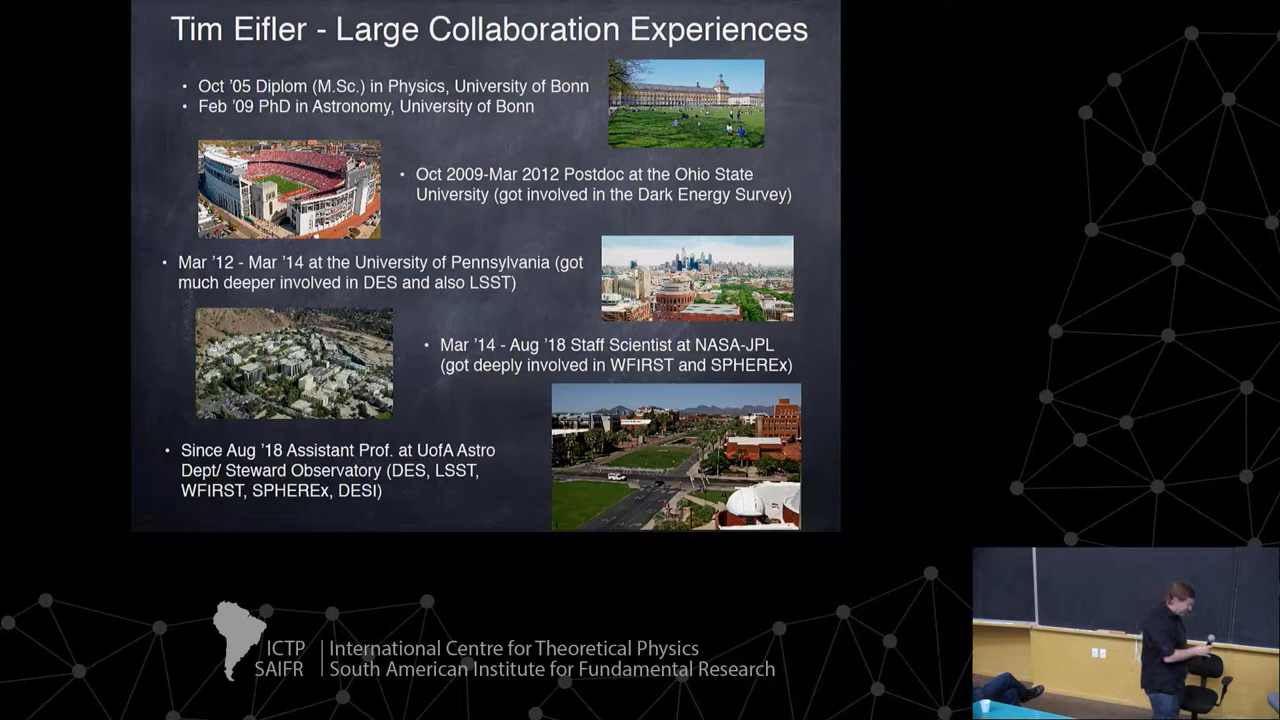 Tim Eifler - Large Collaboration Experiences
• Oct '05 Diplom (M.Sc.) in Physics, University of Bonn
• Feb '09 PhD in Astronomy, University of Bonn
• Oct 2009-Mar 2012 Postdoc at the Ohio State
University (got involved in the Dark Energy Survey)
• Mar '12 - Mar '14 at the University of Pennsylvania (got
much deeper involved in DES and also LSST)
• Mar '14 - Aug '18 Staff Scientist at NASA-JPL
(got deeply involved in WFIRST and SPHEREx)
• Since Aug '18 Assistant Prof. at UofA Astro
Dept/ Steward Observatory (DES, LSST,
WFIRST, SPHEREx, DESI)
ICTP | International Centre for Theoretical Physics
SAIFR | South American Institute for Fundamental Research